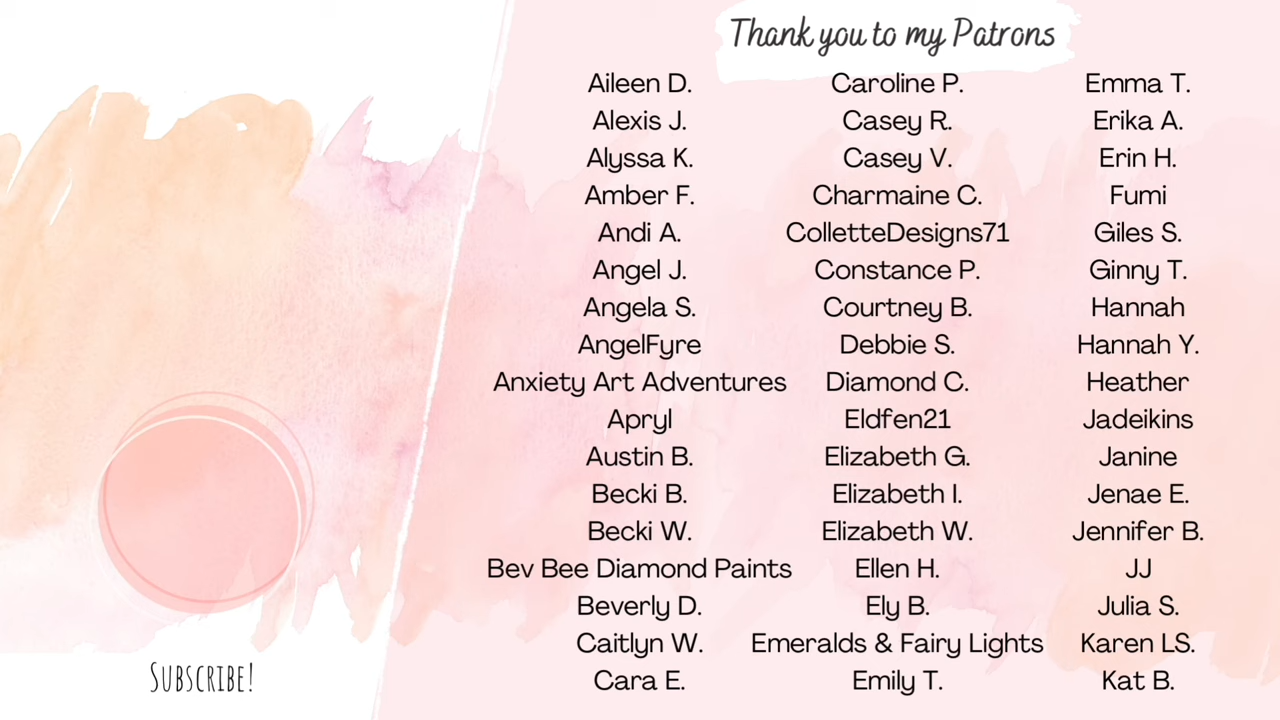 Thank you to my Patrons
Aileen D.
Alexis J.
Alyssa K.
Amber F.
Andi A.
Angel J.
Angela S.
AngelFyre
Anxiety Art Adventures
Apryl
Austin B.
Becki B.
Becki W.
Bev Bee Diamond Paints
Beverly D.
Caitlyn W.
Cara E.
Caroline P.
Casey R.
Casey V.
Charmaine C.
ColletteDesigns71
Constance P.
Courtney B.
Debbie S.
Diamond C.
Eldfen21
Elizabeth G.
Elizabeth I.
Elizabeth W.
Ellen H.
Ely B.
Emeralds & Fairy Lights
Emily T.
Emma T.
Erika A.
Erin H.
Fumi
Giles S.
Ginny T.
Hannah
Hannah Y.
Heather
Jadeikins
Janine
Jenae E.
Jennifer B.
JJ
Julia S.
Karen LS.
Kat B.
Subscribe!